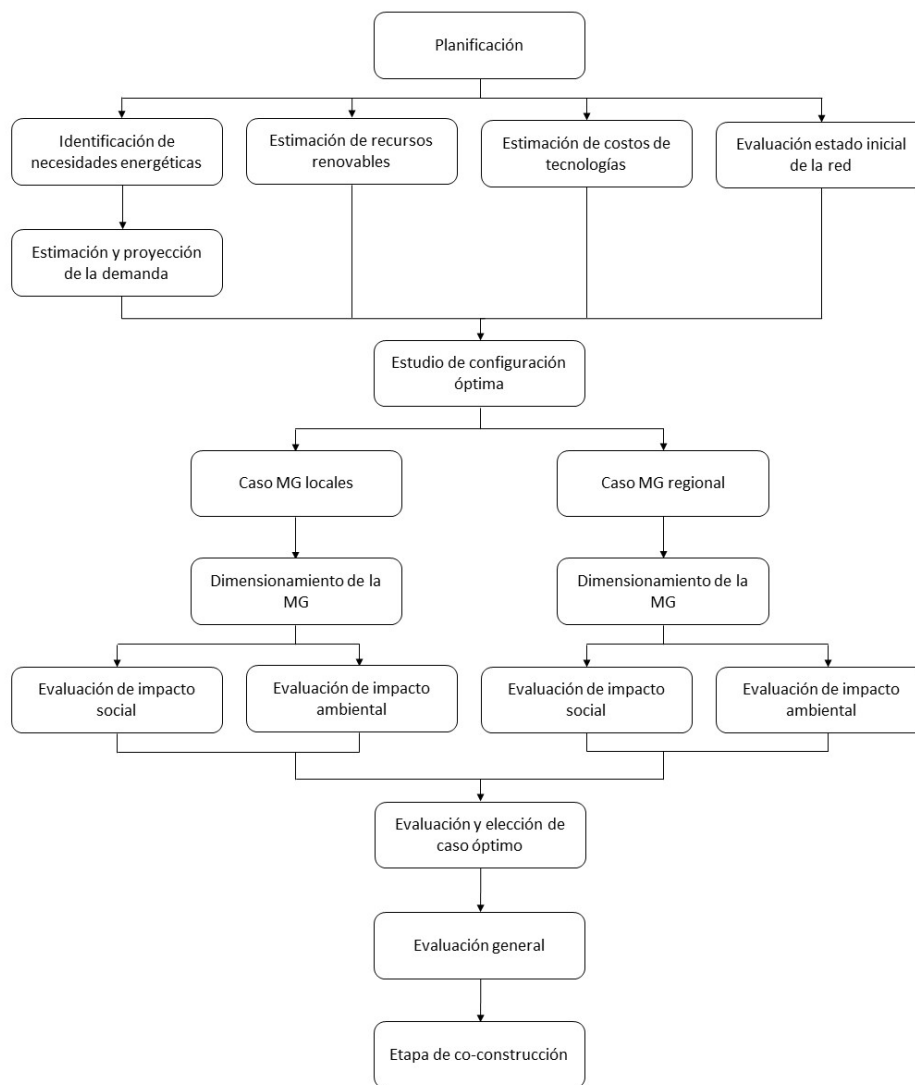 Planificación
Identificación de
necesidades energéticas
Estimación de recursos
renovables
Estimación de costos de
tecnologías
Evaluación estado inicial
de la red
Estimación y proyección
de la demanda
Estudio de configuración
óptima
Caso MG locales
Caso MG regional
Dimensionamiento de la
MG
Dimensionamiento de la
MG
Evaluación de impacto
social
Evaluación de impacto
ambiental
Evaluación de impacto
social
Evaluación de impacto
ambiental
Evaluación y elección de
caso óptimo
Evaluación general
Etapa de co-construcción